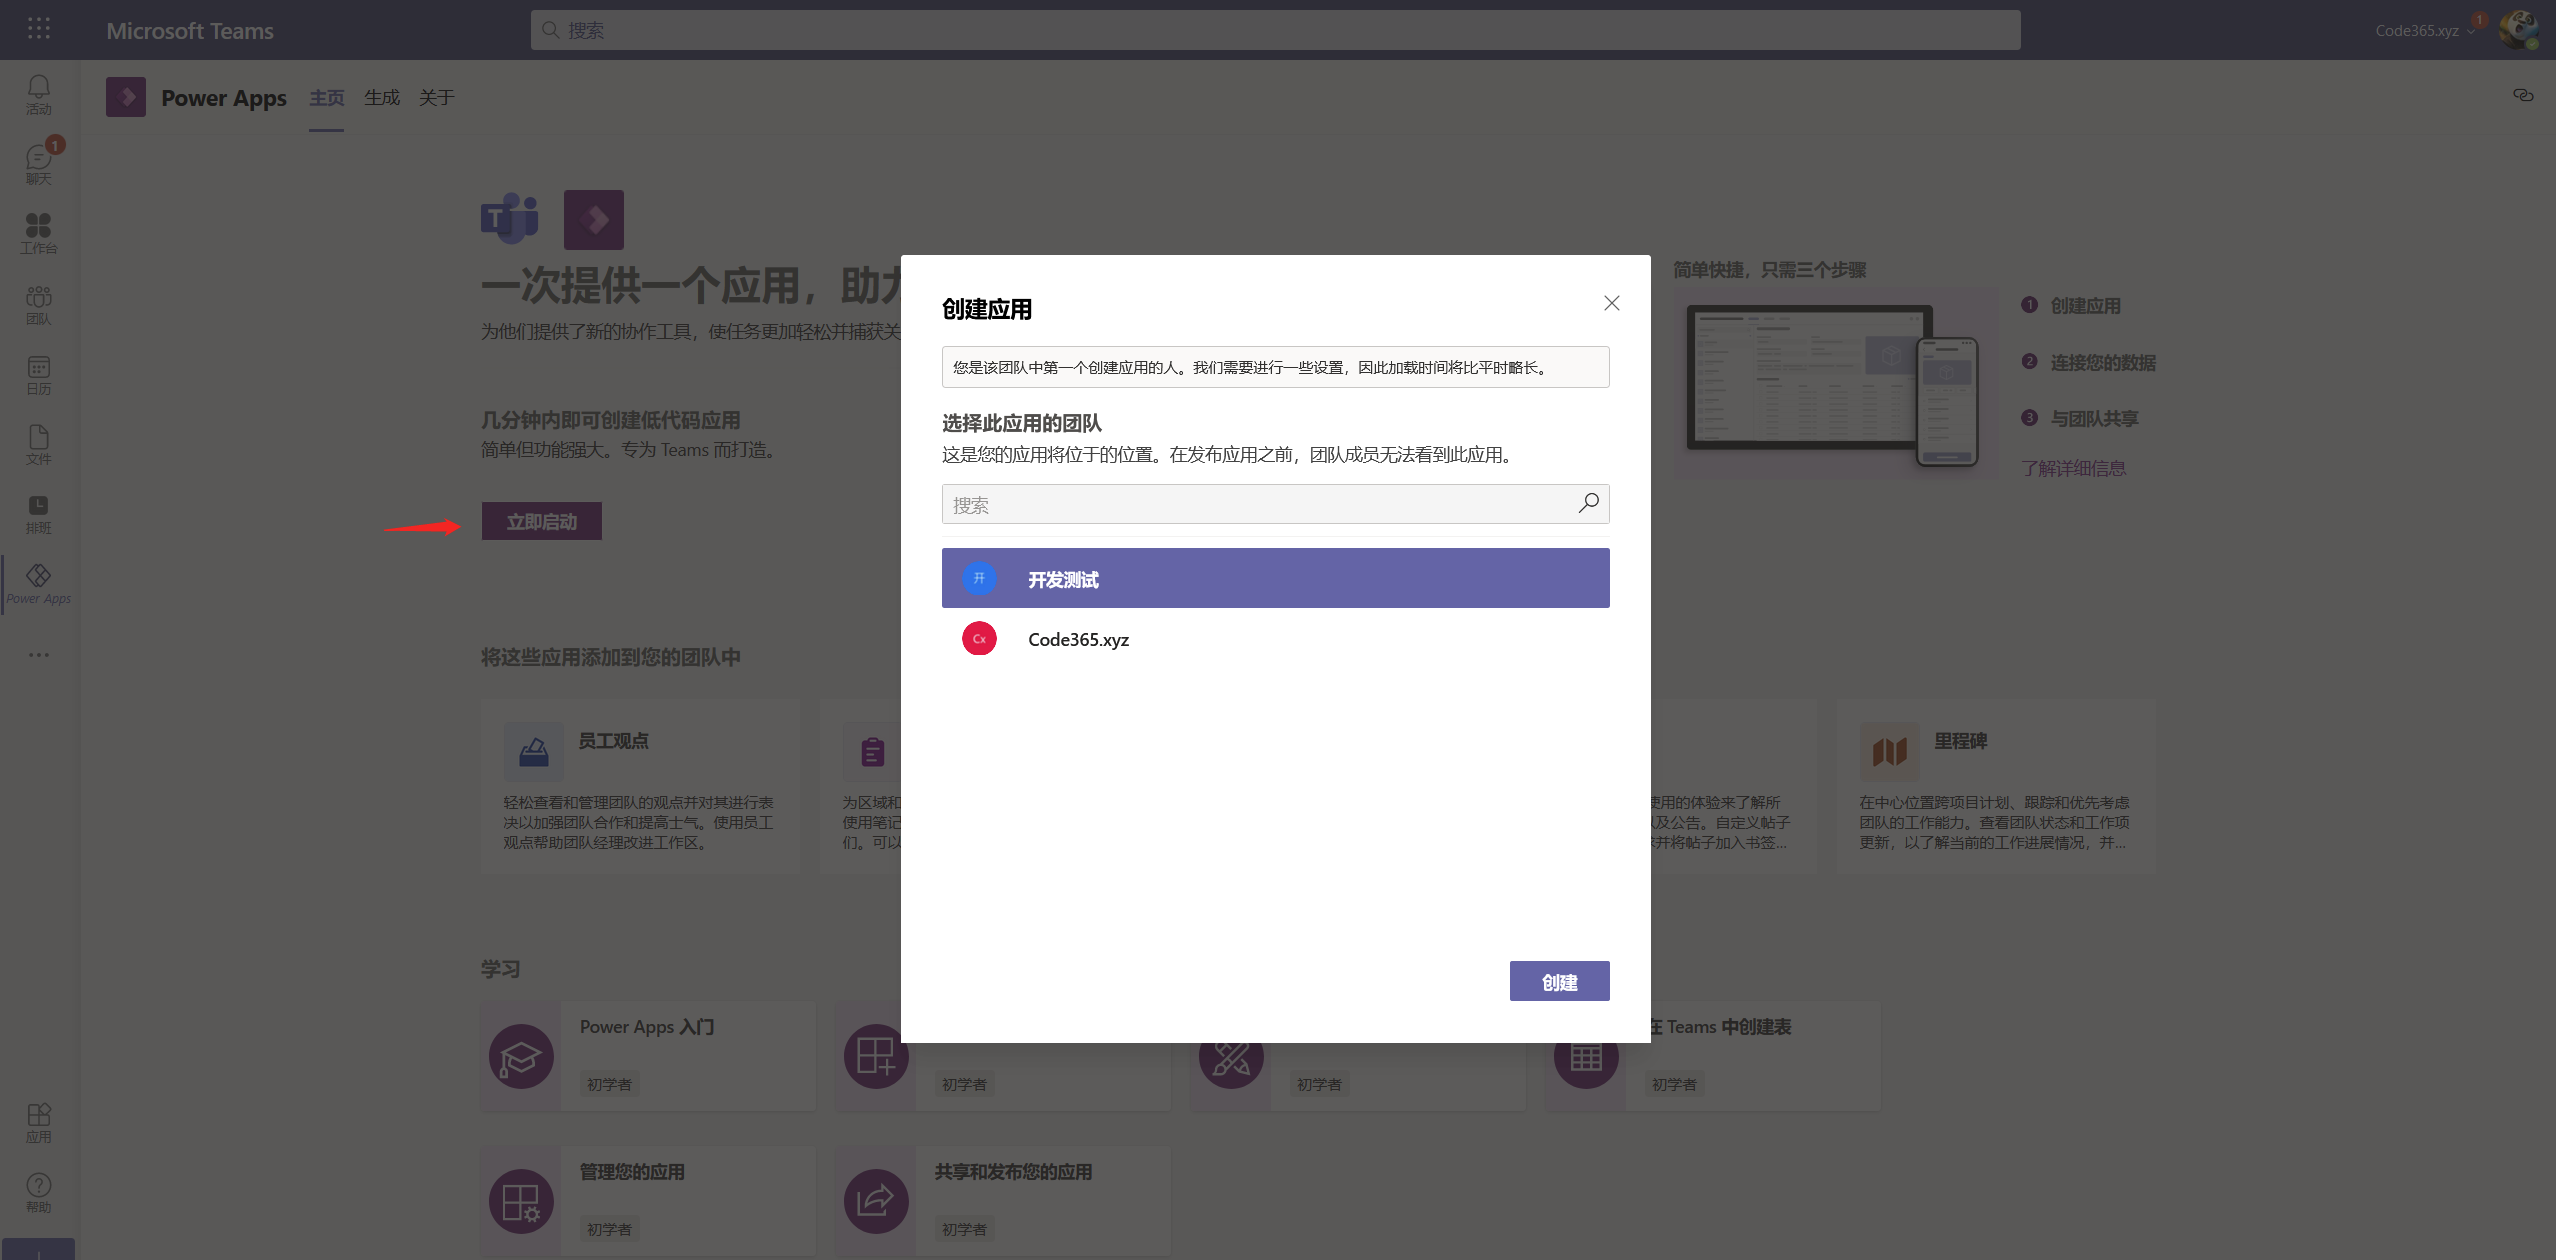 Microsoft Teams
搜索
Code365.xyz
1
活动
1
聊天
工作台
团队
日历
文件
排班
Power Apps
应用
帮助
Power Apps
主页
生成
关于
一次提供一个应用，助力
为他们提供了新的协作工具，使任务更加轻松并捕获关
几分钟内即可创建低代码应用
简单但功能强大。专为 Teams 而打造。
立即启动
简单快捷，只需三个步骤
1 创建应用
2 连接您的数据
3 与团队共享
了解详细信息
创建应用
您是该团队中第一个创建应用的人。我们需要进行一些设置，因此加载时间将比平时略长。
选择此应用的团队
这是您的应用将位于的位置。在发布应用之前，团队成员无法看到此应用。
搜索
开 开发测试
Cx Code365.xyz
创建
将这些应用添加到您的团队中
员工观点
轻松查看和管理团队的观点并对其进行表
决以加强团队合作和提高士气。使用员工
观点帮助团队经理改进工作区。
为区域和
使用笔记
们。可以
使用的体验来了解所
以及公告。自定义帖子
并将帖子加入书签...
里程碑
在中心位置跨项目计划、跟踪和优先考虑
团队的工作能力。查看团队状态和工作项
更新，以了解当前的工作进展情况，并...
学习
Power Apps 入门
初学者
初学者
初学者
在 Teams 中创建表
初学者
管理您的应用
初学者
共享和发布您的应用
初学者